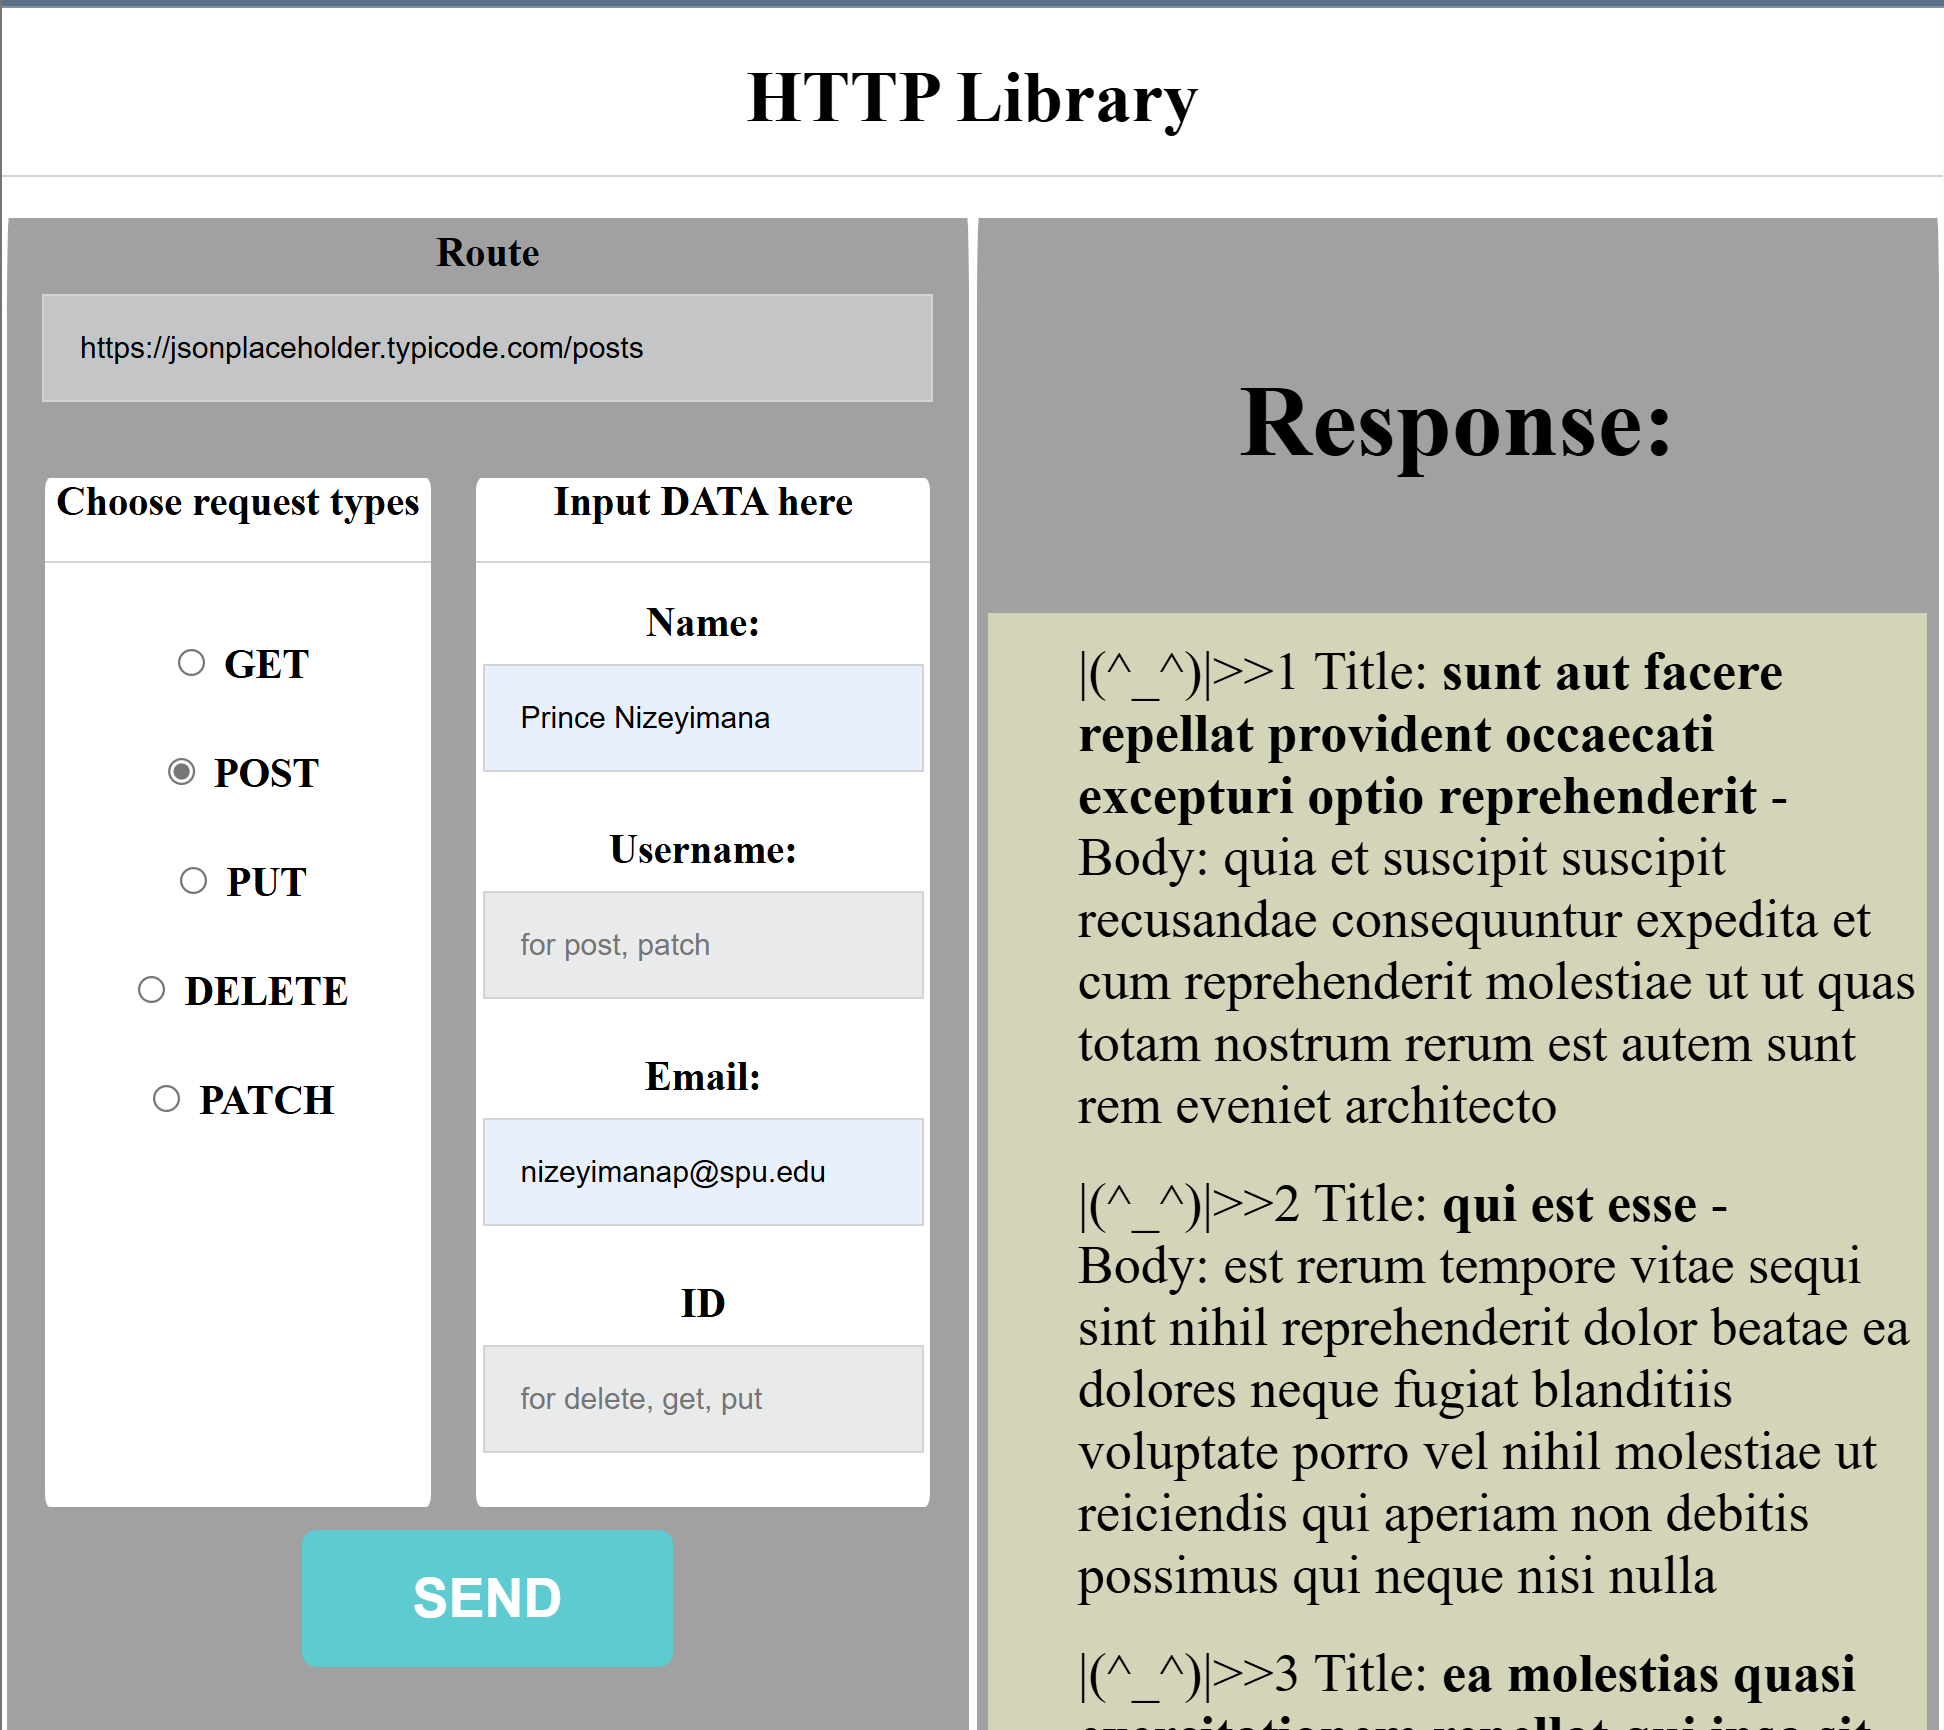 HTTP Library
Route
https://jsonplaceholder.typicode.com/posts
Choose request types
GET
POST
PUT
DELETE
PATCH
Input DATA here
Name:
Prince Nizeyimana
Username:
for post, patch
Email:
nizeyimanap@spu.edu
ID
for delete, get, put
SEND
Response:
|(^_^)|>>1 Title: sunt aut facere
repellat provident occaecati
excepturi optio reprehenderit -
Body: quia et suscipit suscipit
recusandae consequuntur expedita et
cum reprehenderit molestiae ut ut quas
totam nostrum rerum est autem sunt
rem eveniet architecto
|(^_^)|>>2 Title: qui est esse -
Body: est rerum tempore vitae sequi
sint nihil reprehenderit dolor beatae ea
dolores neque fugiat blanditiis
voluptate porro vel nihil molestiae ut
reiciendis qui aperiam non debitis
possimus qui neque nisi nulla
|(^_^)|>>3 Title: ea molestias quasi
exercitationem repellat qui ipsa sit